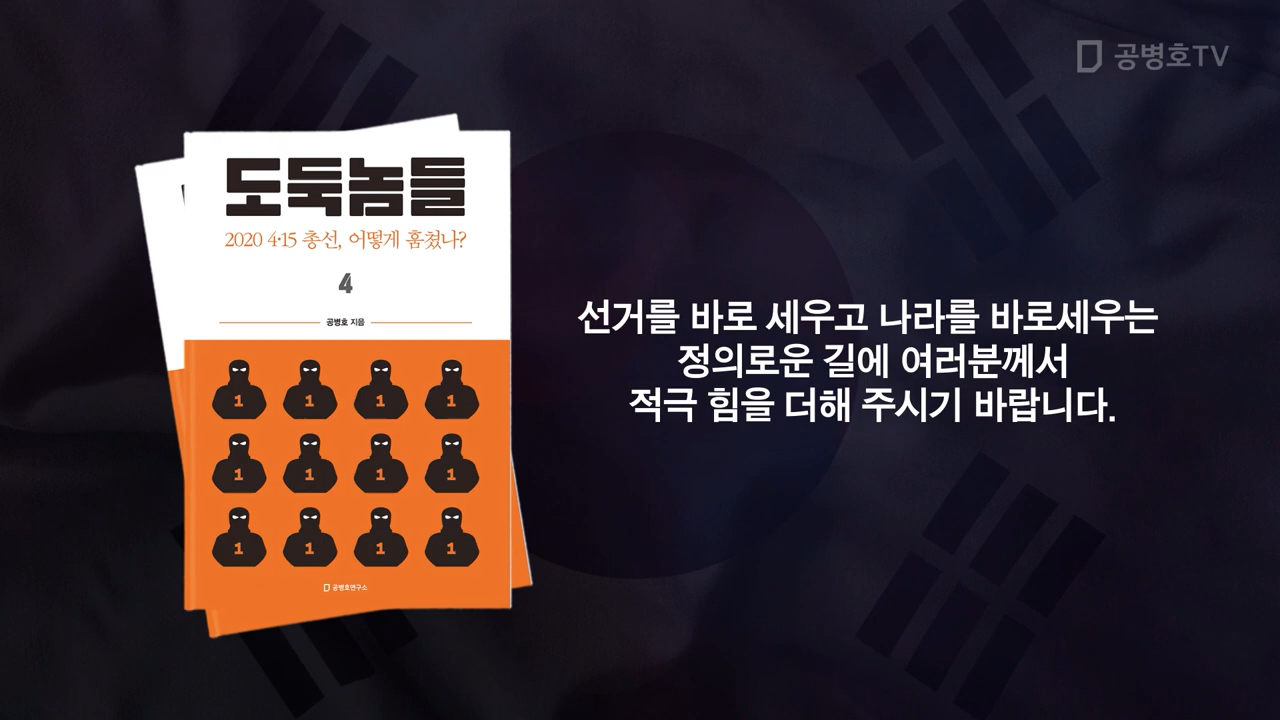 공병호TV
도둑놈들
2020 4·15 총선, 어떻게 훔쳤나?
4
공병호 지음
1 1 1 1
1 1 1 1
1 1 1 1
공병호연구소
선거를 바로 세우고 나라를 바로세우는
정의로운 길에 여러분께서
적극 힘을 더해 주시기 바랍니다.